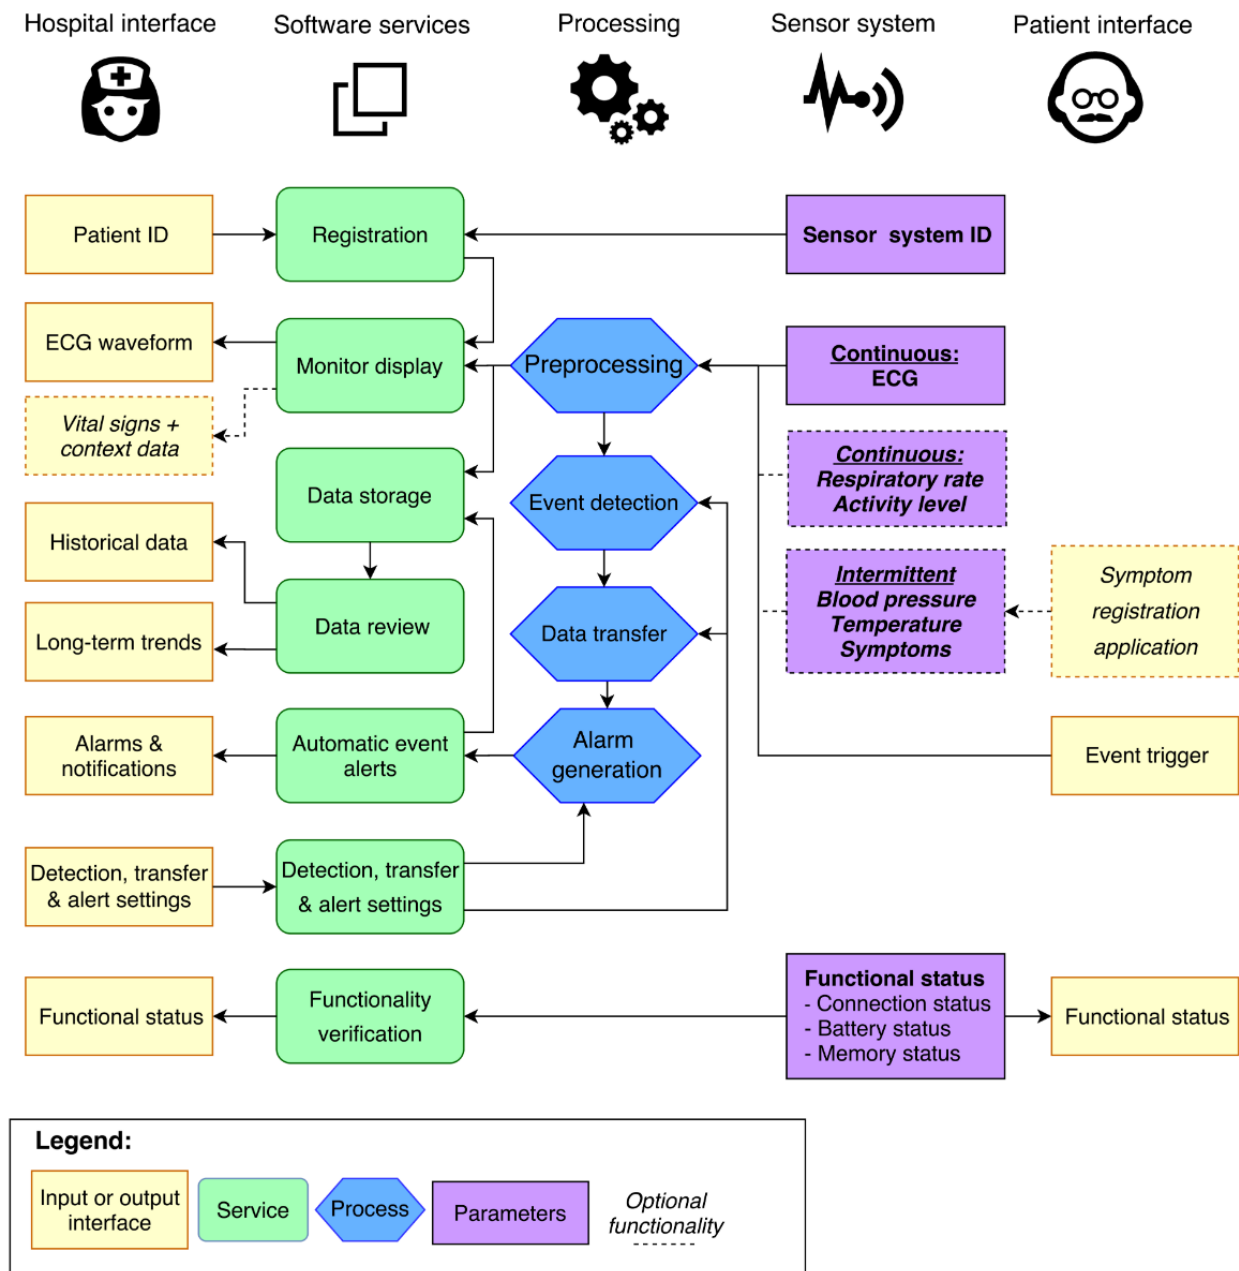 Hospital interface
Software services
Processing
Sensor system
Patient interface
Patient ID
Registration
Sensor system ID
ECG waveform
Monitor display
Preprocessing
Continuous:
ECG
Vital signs +
context data
Data storage
Event detection
Continuous:
Respiratory rate
Activity level
Historical data
Long-term trends
Data review
Data transfer
Intermittent
Blood pressure
Temperature
Symptoms
Symptom
registration
application
Alarms &
notifications
Automatic event
alerts
Alarm
generation
Event trigger
Detection, transfer
& alert settings
Detection, transfer
& alert settings
Functional status
Functionality
verification
Functional status
- Connection status
- Battery status
- Memory status
Functional status
Legend:
Input or output
interface
Service
Process
Parameters
Optional
functionality